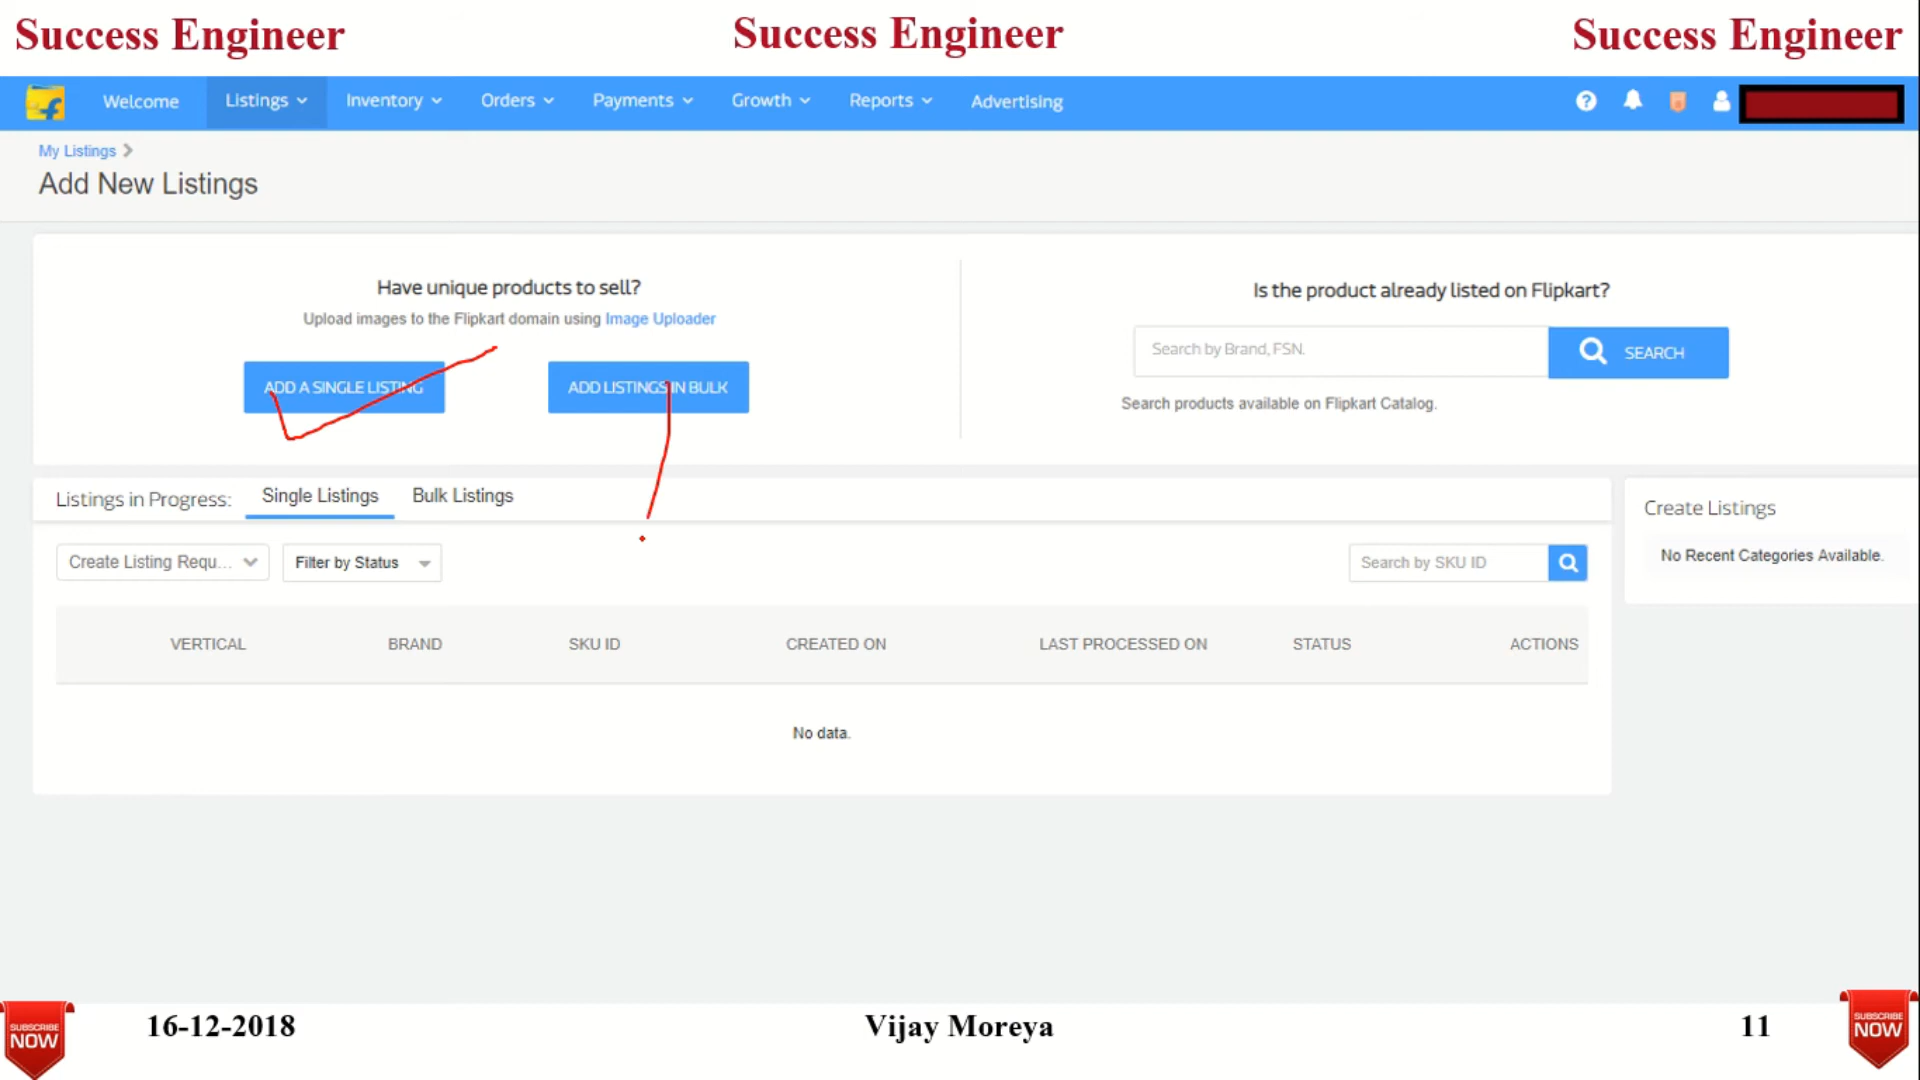 Success Engineer Success Engineer Success Engineer
Welcome Listings Inventory Orders Payments Growth Reports Advertising
My Listings
Add New Listings
Have unique products to sell?
Upload images to the Flipkart domain using Image Uploader
ADD A SINGLE LISTING ADD LISTINGS IN BULK
Is the product already listed on Flipkart?
Search by Brand, FSN. SEARCH
Search products available on Flipkart Catalog.
Listings in Progress: Single Listings Bulk Listings
Create Listing Requ... Filter by Status Search by SKU ID
VERTICAL BRAND SKU ID CREATED ON LAST PROCESSED ON STATUS ACTIONS
No data.
Create Listings
No Recent Categories Available.
SUBSCRIBE
NOW
16-12-2018 Vijay Moreya 11
SUBSCRIBE
NOW